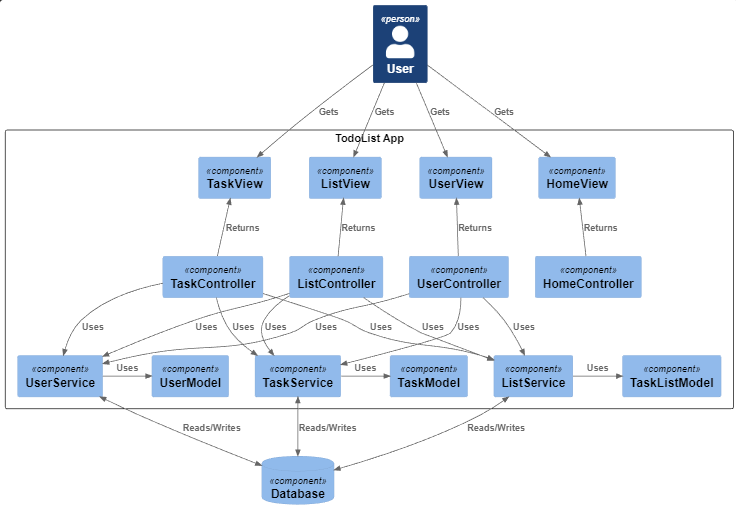 «person»
User
Gets
Gets
Gets
Gets
TodoList App
«component»
TaskView
«component»
ListView
«component»
UserView
«component»
HomeView
Returns
Returns
Returns
Returns
«component»
TaskController
«component»
ListController
«component»
UserController
«component»
HomeController
Uses
Uses
Uses
Uses
Uses
Uses
Uses
Uses
Uses
«component»
UserService
Uses
«component»
UserModel
«component»
TaskService
Uses
«component»
TaskModel
«component»
ListService
Uses
«component»
TaskListModel
Reads/Writes
Reads/Writes
Reads/Writes
«component»
Database